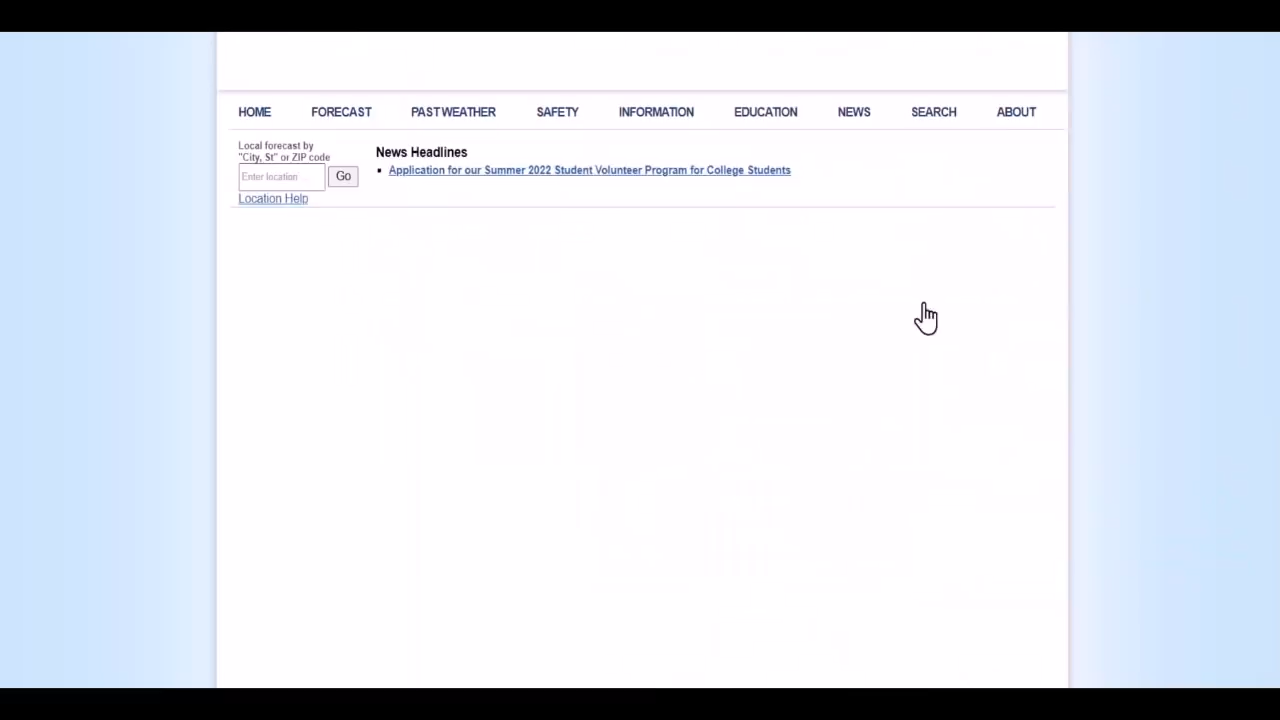 HOME FORECAST PAST WEATHER SAFETY INFORMATION EDUCATION NEWS SEARCH ABOUT
Local forecast by
"City, St" or ZIP code
Enter location ...
Go
Location Help
News Headlines
Application for our Summer 2022 Student Volunteer Program for College Students